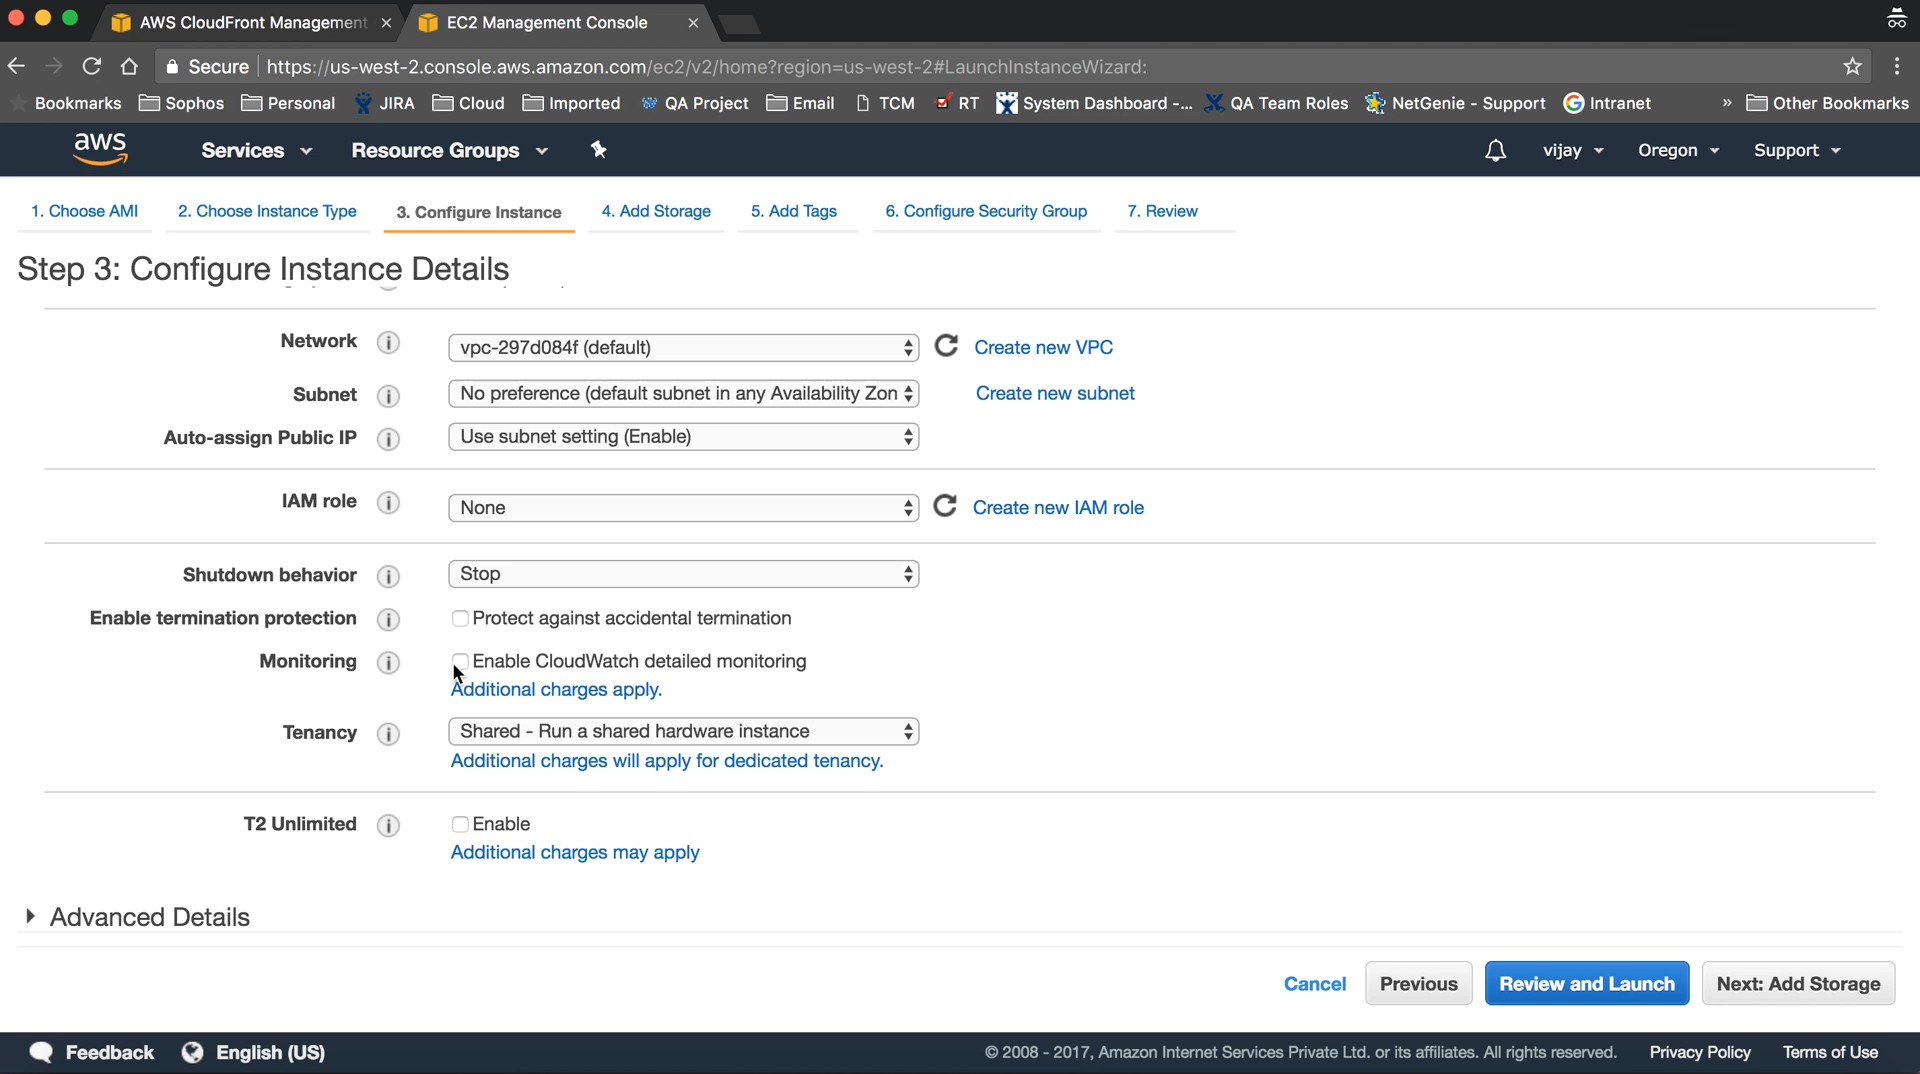 AWS CloudFront Management
EC2 Management Console
Secure https://us-west-2.console.aws.amazon.com/ec2/v2/home?region=us-west-2#LaunchInstanceWizard:
Bookmarks Sophos Personal JIRA Cloud Imported QA Project Email TCM RT System Dashboard -... QA Team Roles NetGenie - Support Intranet » Other Bookmarks
aws Services Resource Groups vijay Oregon Support
1. Choose AMI 2. Choose Instance Type 3. Configure Instance 4. Add Storage 5. Add Tags 6. Configure Security Group 7. Review
Step 3: Configure Instance Details
Network i vpc-297d084f (default) Create new VPC
Subnet i No preference (default subnet in any Availability Zon Create new subnet
Auto-assign Public IP i Use subnet setting (Enable)
IAM role i None Create new IAM role
Shutdown behavior i Stop
Enable termination protection i Protect against accidental termination
Monitoring i Enable CloudWatch detailed monitoring
Additional charges apply.
Tenancy i Shared - Run a shared hardware instance
Additional charges will apply for dedicated tenancy.
T2 Unlimited i Enable
Additional charges may apply
Advanced Details
Cancel Previous Review and Launch Next: Add Storage
Feedback English (US) © 2008 - 2017, Amazon Internet Services Private Ltd. or its affiliates. All rights reserved. Privacy Policy Terms of Use